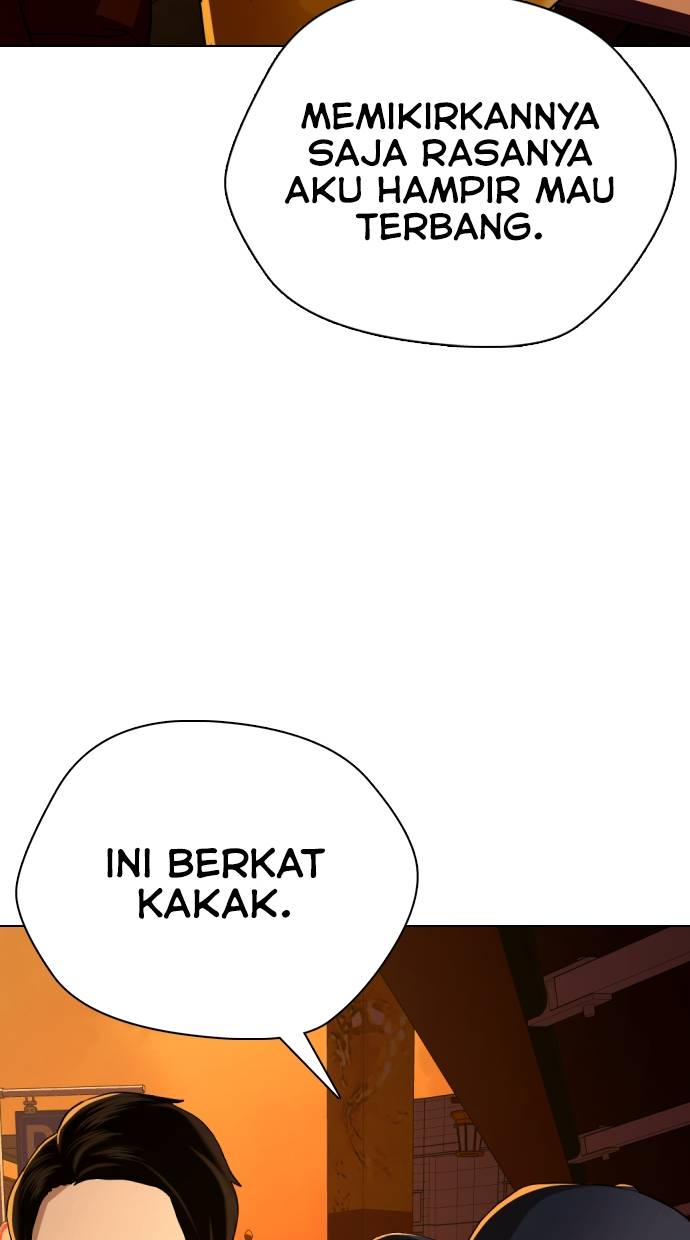 MEMIKIRKANNYA
SAJA RASANYA
AKU HAMPIR MAU
TERBANG.
INI BERKAT
KAKAK.